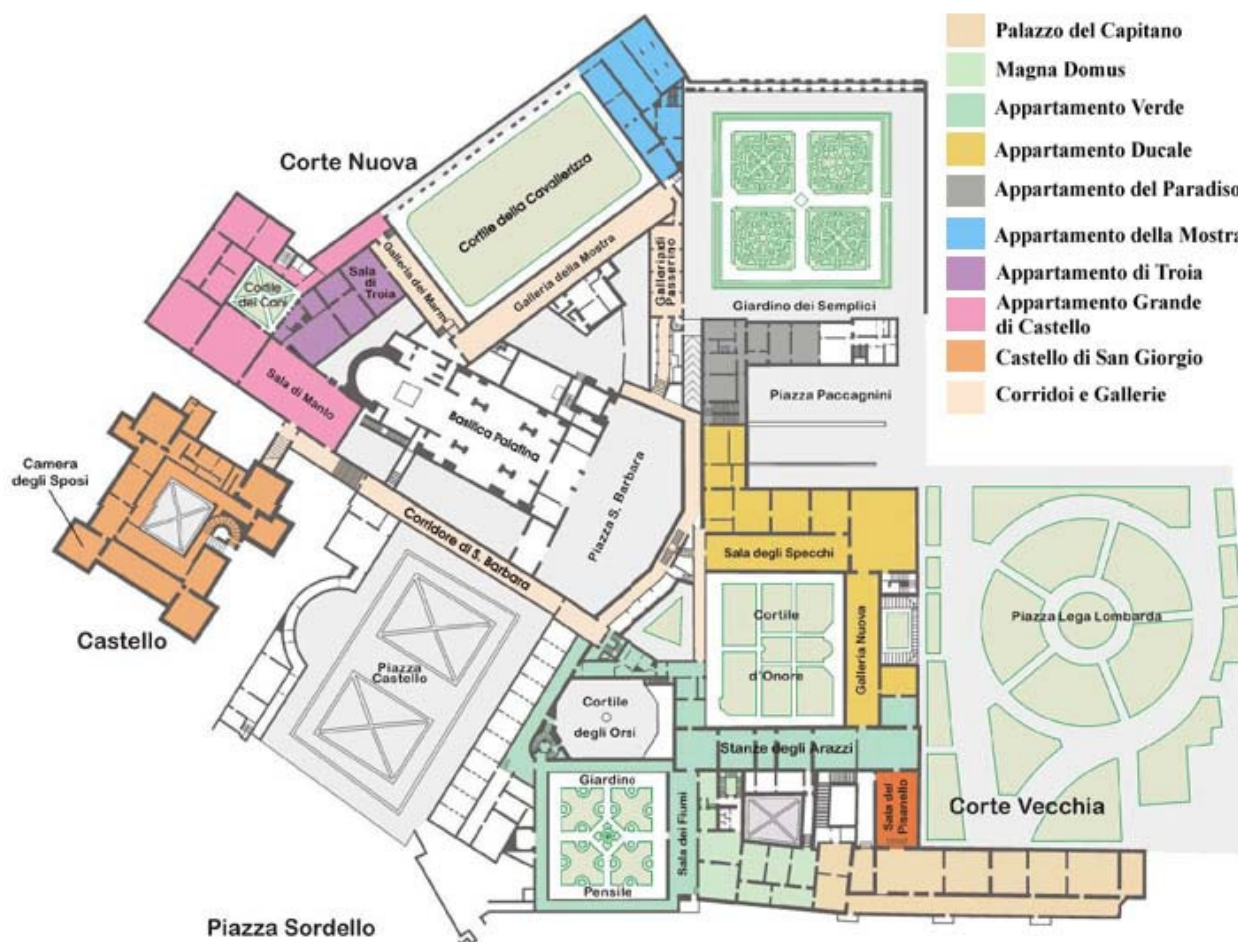 Palazzo del Capitano
Magna Domus
Appartamento Verde
Appartamento Ducale
Appartamento del Paradiso
Appartamento della Mostra
Appartamento di Troia
Appartamento Grande
di Castello
Castello di San Giorgio
Corridoi e Gallerie
Corte Nuova
Cortile della Cavallerizza
Galleria della Mostra
Galleria dei Marmi
Galleria di
Passerino
Giardino dei Semplici
Sala
di
Troia
Cortile
dei Cani
Sala di Manto
Basilica Palatina
Piazza S. Barbara
Piazza Paccagnini
Camera
degli Sposi
Corridore di S. Barbara
Sala degli Specchi
Castello
Piazza
Castello
Cortile
d'Onore
Galleria Nuova
Piazza Lega Lombarda
Cortile
degli Orsi
Stanze degli Arazzi
Giardino
Pensile
Sala dei Fiumi
Sala del
Pisanello
Corte Vecchia
Piazza Sordello